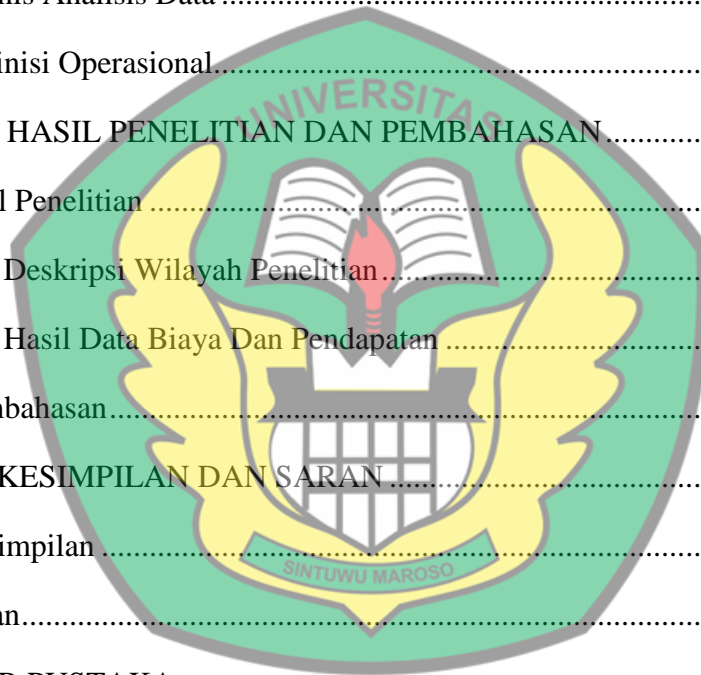 nis Analisis Data ........................................................
inisi Operasional.........................................................
UNIVERSITAS
HASIL PENELITIAN DAN PEMBAHASAN............
l Penelitian ...................................................................
Deskripsi Wilayah Penelitian.......................................
Hasil Data Biaya Dan Pendapatan ...............................
mbahasan.....................................................................
KESIMPILAN DAN SARAN ......................................
impilan .......................................................................
SINTUWU MAROSO
an.................................................................................